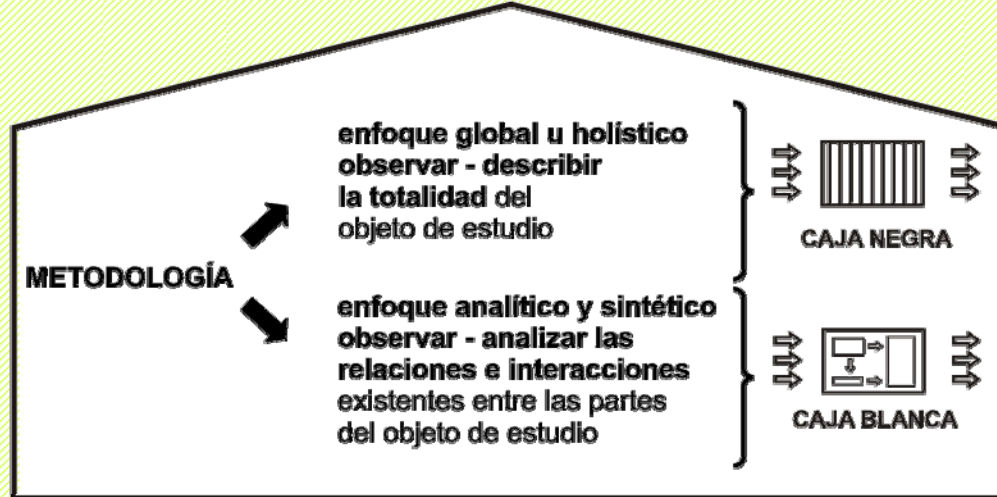 enfoque global u holístico
observar - describir
la totalidad del
objeto de estudio
CAJA NEGRA
METODOLOGÍA
enfoque analítico y sintético
observar - analizar las
relaciones e interacciones
existentes entre las partes
del objeto de estudio
CAJA BLANCA